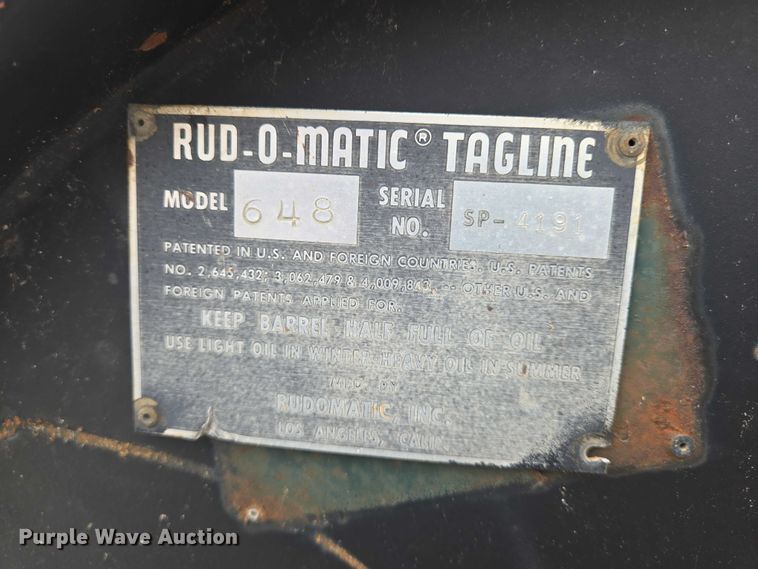 RUD-O-MATIC® TAGLINE
MODEL 648 SERIAL NO. SP-4191
PATENTED IN U.S. AND FOREIGN COUNTRIES. U.S. PATENTS
NO. 2,645,432; 3,062,479 & 4,009,843, -- OTHER U.S. AND
FOREIGN PATENTS APPLIED FOR.
KEEP BARREL HALF FULL OF OIL
USE LIGHT OIL IN WINTER, HEAVY OIL IN SUMMER
MFD. BY
RUDOMATIC, INC.
LOS ANGELES, CALIF.
Purple Wave Auction